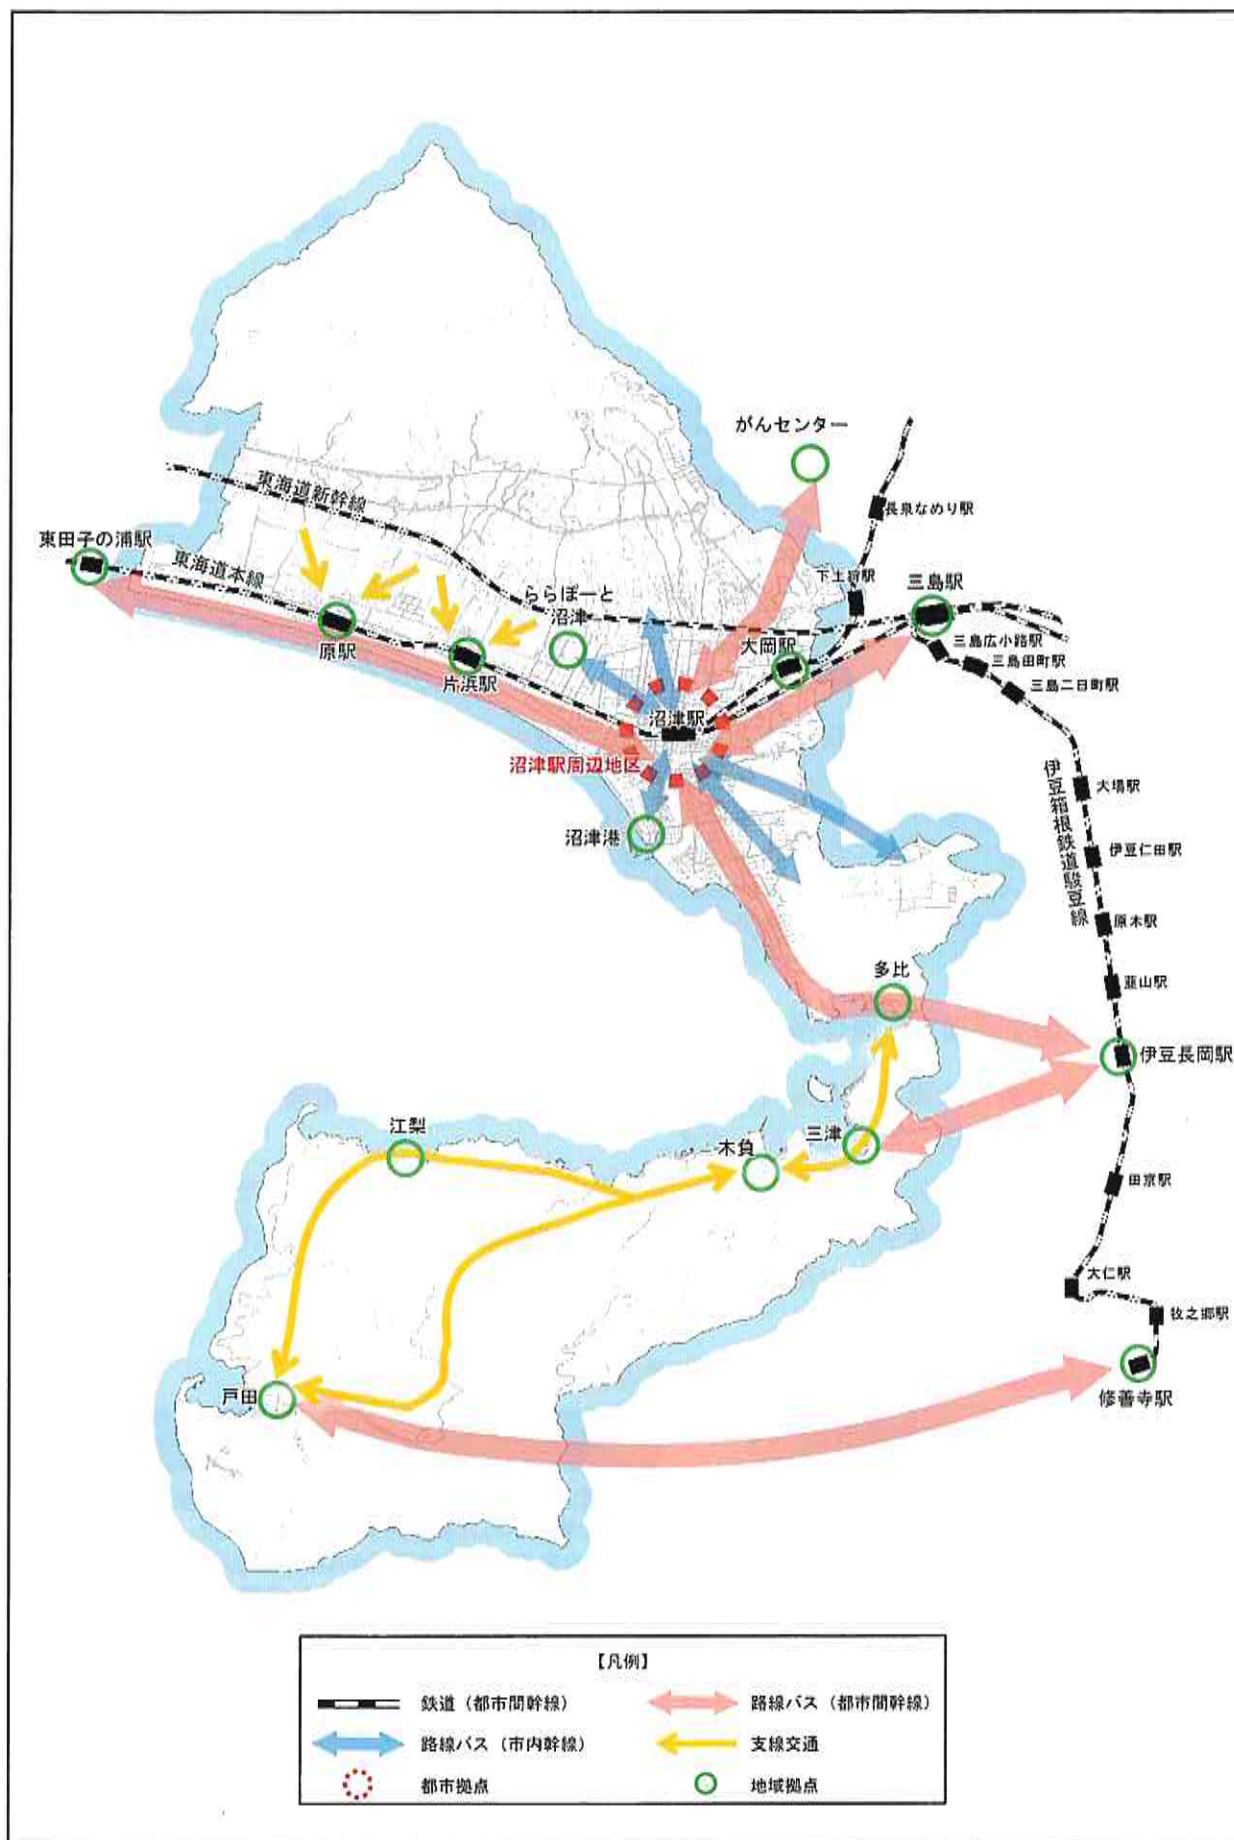 がんセンター
東海道新幹線
長泉なめり駅
東田子の浦駅
東海道本線
下土狩駅
三島駅
ららぽーと
沼津
三島広小路駅
大岡駅
三島田町駅
原駅
片浜駅
三島二日町駅
沼津駅
沼津駅周辺地区
伊豆箱根鉄道駿豆線
大場駅
沼津港
伊豆仁田駅
原木駅
多比
韮山駅
伊豆長岡駅
江梨
木負
三津
田京駅
大仁駅
牧之郷駅
戸田
修善寺駅
【凡例】
鉄道（都市間幹線）
路線バス（都市間幹線）
路線バス（市内幹線）
支線交通
都市拠点
地域拠点